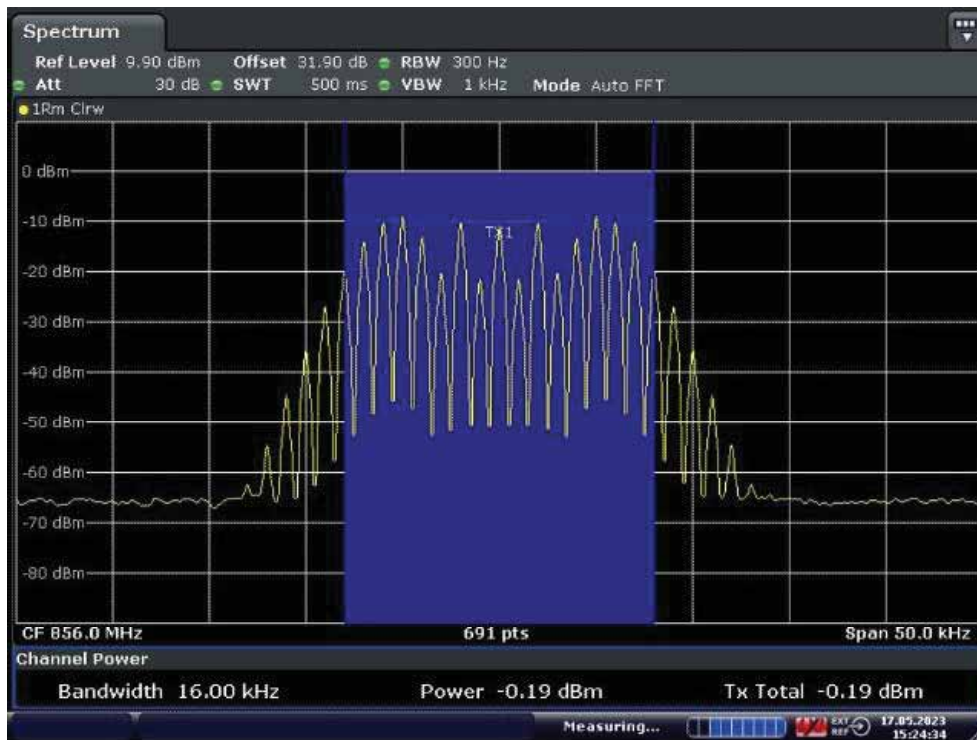 Spectrum
Ref Level 9.90 dBm Offset 31.90 dB RBW 300 Hz
Att 30 dB SWT 500 ms VBW 1 kHz Mode Auto FFT
1Rm Clrw
0 dBm
-10 dBm
TX1
-20 dBm
-30 dBm
-40 dBm
-50 dBm
-60 dBm
-70 dBm
-80 dBm
CF 856.0 MHz 691 pts Span 50.0 kHz
Channel Power
Bandwidth 16.00 kHz Power -0.19 dBm Tx Total -0.19 dBm
Measuring... EXT REF 17.05.2023
15:24:34